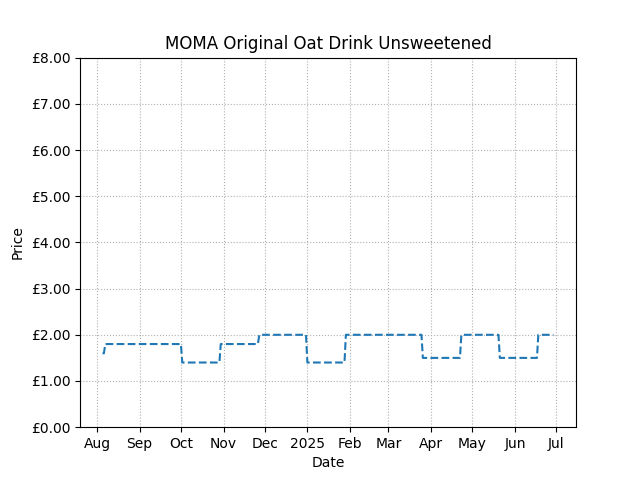 MOMA Original Oat Drink Unsweetened
£8.00
£7.00
£6.00
£5.00
£4.00
£3.00
£2.00
£1.00
£0.00
Price
Aug Sep Oct Nov Dec 2025 Feb Mar Apr May Jun Jul
Date